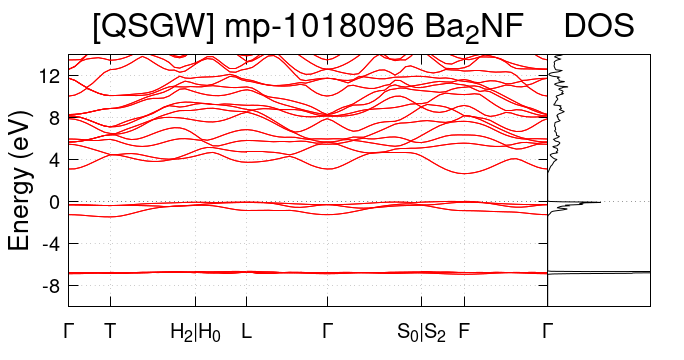 [QSGW] mp-1018096 Ba₂NF DOS
Energy (eV)
12
8
4
0
-4
-8
Γ T H₂|H₀ L Γ S₀|S₂ F Γ